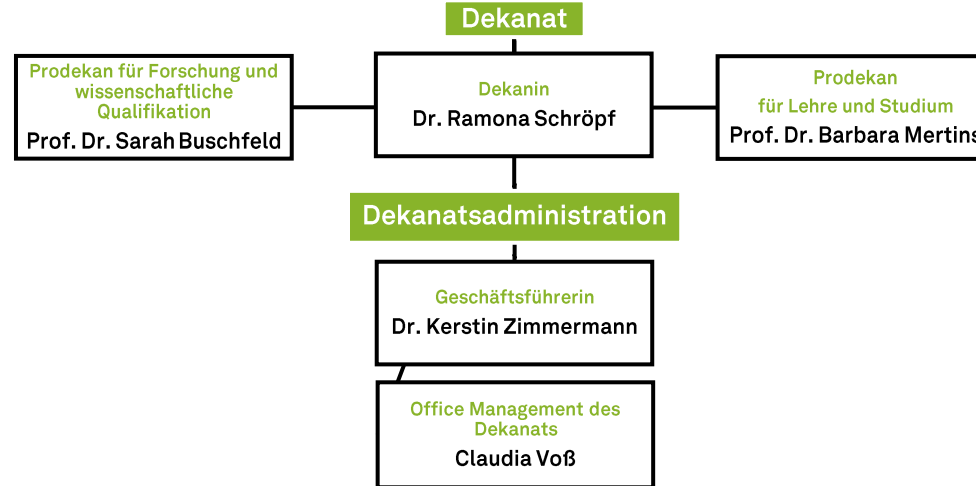 Dekanat
Prodekan für Forschung und
wissenschaftliche
Qualifikation
Prof. Dr. Sarah Buschfeld
Dekanin
Dr. Ramona Schröpf
Prodekan
für Lehre und Studium
Prof. Dr. Barbara Mertins
Dekanatsadministration
Geschäftsführerin
Dr. Kerstin Zimmermann
Office Management des
Dekanats
Claudia Voß